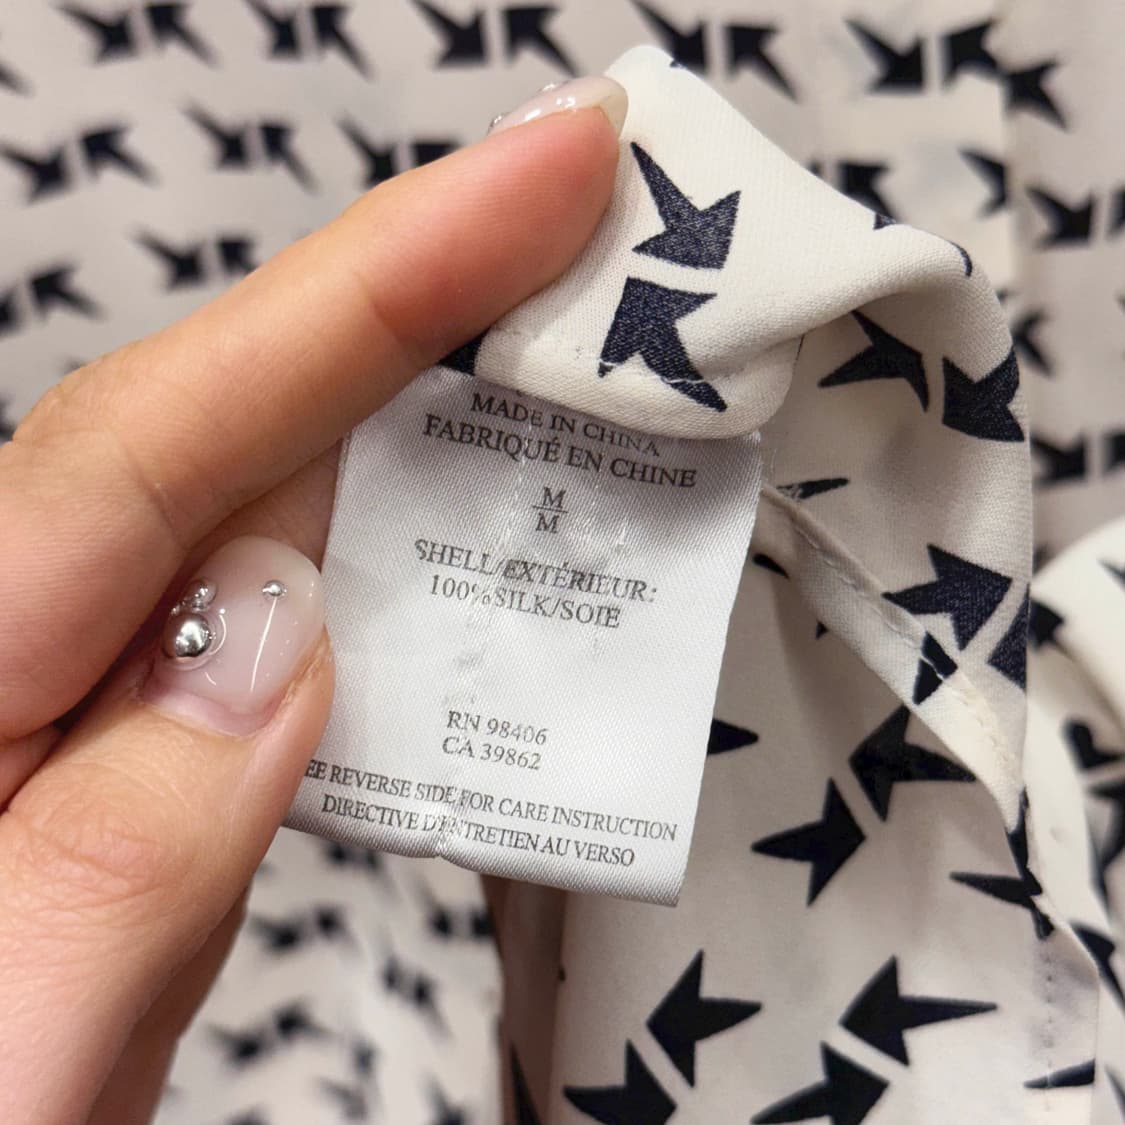 MADE IN CHINA
FABRIQUÉ EN CHINE
M
M
SHELL/EXTÉRIEUR:
100%SILK/SOIE
RN 98406
CA 39862
EE REVERSE SIDE FOR CARE INSTRUCTION
DIRECTIVE D'ENTRETIEN AU VERSO